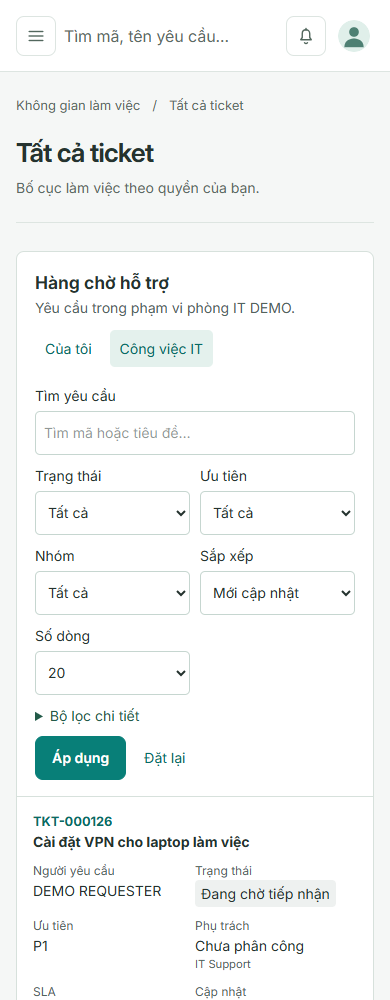 Tìm mã, tên yêu cầu...
Không gian làm việc / Tất cả ticket
Tất cả ticket
Bố cục làm việc theo quyền của bạn.
Hàng chờ hỗ trợ
Yêu cầu trong phạm vi phòng IT DEMO.
Của tôi Công việc IT
Tìm yêu cầu
Tìm mã hoặc tiêu đề...
Trạng thái Ưu tiên
Tất cả Tất cả
Nhóm Sắp xếp
Tất cả Mới cập nhật
Số dòng
20
Bộ lọc chi tiết
Áp dụng Đặt lại
TKT-000126
Cài đặt VPN cho laptop làm việc
Người yêu cầu Trạng thái
DEMO REQUESTER Đang chờ tiếp nhận
Ưu tiên Phụ trách
P1 Chưa phân công
IT Support
SLA Cập nhật